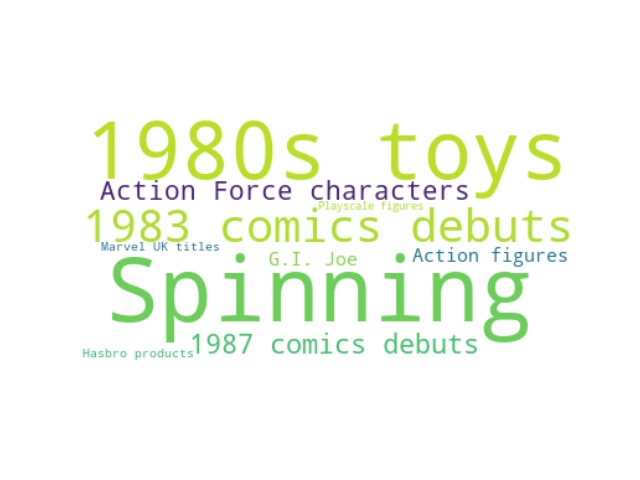 1980s toys
Action Force characters
Playscale figures
1983 comics debuts
Marvel UK titles
G.I. Joe
Action figures
Spinning
1987 comics debuts
Hasbro products